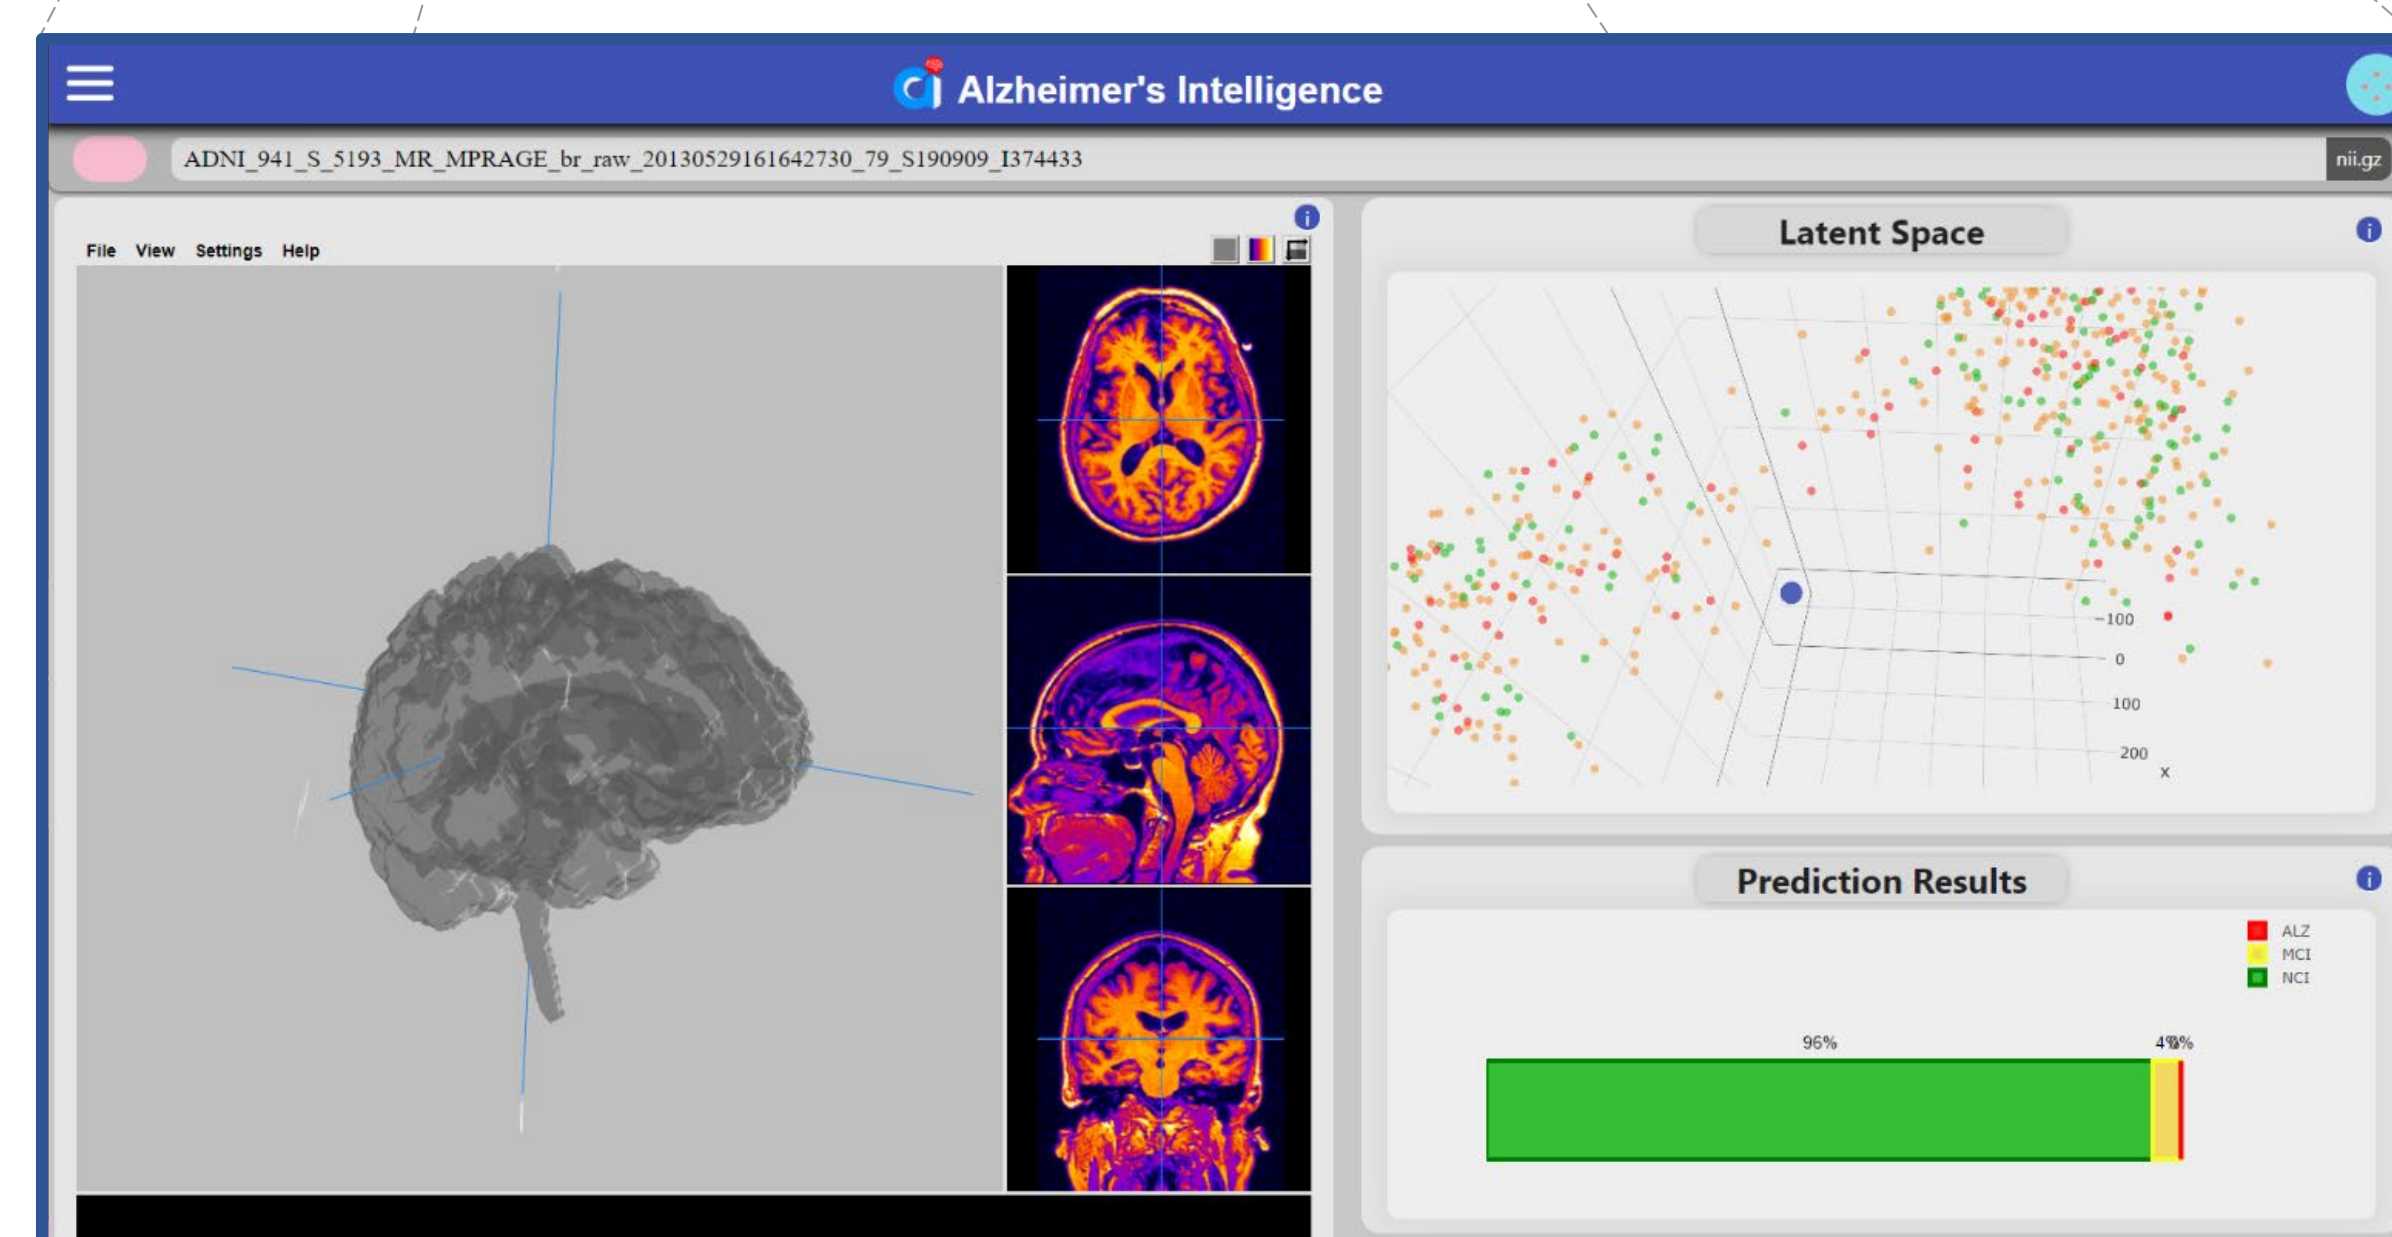 Alzheimer's Intelligence
ADNI_941_S_5193_MR_MPRAGE_br_raw_20130529161642730_79_S190909_I374433
nii.gz
File View Settings Help
Latent Space
-100
0
100
200
x
Prediction Results
ALZ
MCI
NCI
96%
4%